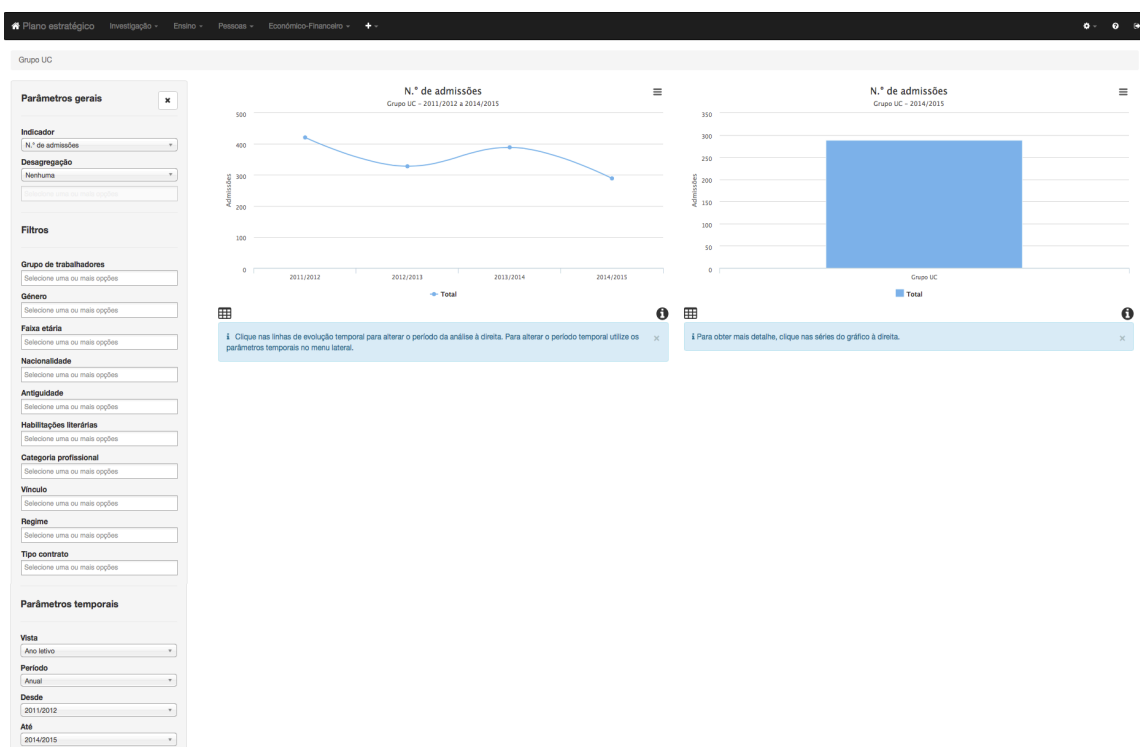 Plano estratégico Investigação Ensino Pessoas Económico-Financeiro
Grupo UC
Parâmetros gerais
Indicador
N.º de admissões
Desagregação
Nenhuma
Selecione uma ou mais opções
Filtros
Grupo de trabalhadores
Selecione uma ou mais opções
Género
Selecione uma ou mais opções
Faixa etária
Selecione uma ou mais opções
Nacionalidade
Selecione uma ou mais opções
Antiguidade
Selecione uma ou mais opções
Habilitações literárias
Selecione uma ou mais opções
Categoria profissional
Selecione uma ou mais opções
Vínculo
Selecione uma ou mais opções
Regime
Selecione uma ou mais opções
Tipo contrato
Selecione uma ou mais opções
Parâmetros temporais
Vista
Ano letivo
Período
Anual
Desde
2011/2012
Até
2014/2015
N.º de admissões
Grupo UC - 2011/2012 a 2014/2015
Admissões
500
400
300
200
100
0
2011/2012 2012/2013 2013/2014 2014/2015
Total
Clique nas linhas de evolução temporal para alterar o período da análise à direita. Para alterar o período temporal utilize os
parâmetros temporais no menu lateral.
N.º de admissões
Grupo UC - 2014/2015
Admissões
350
300
250
200
150
100
50
0
Grupo UC
Total
Para obter mais detalhe, clique nas séries do gráfico à direita.